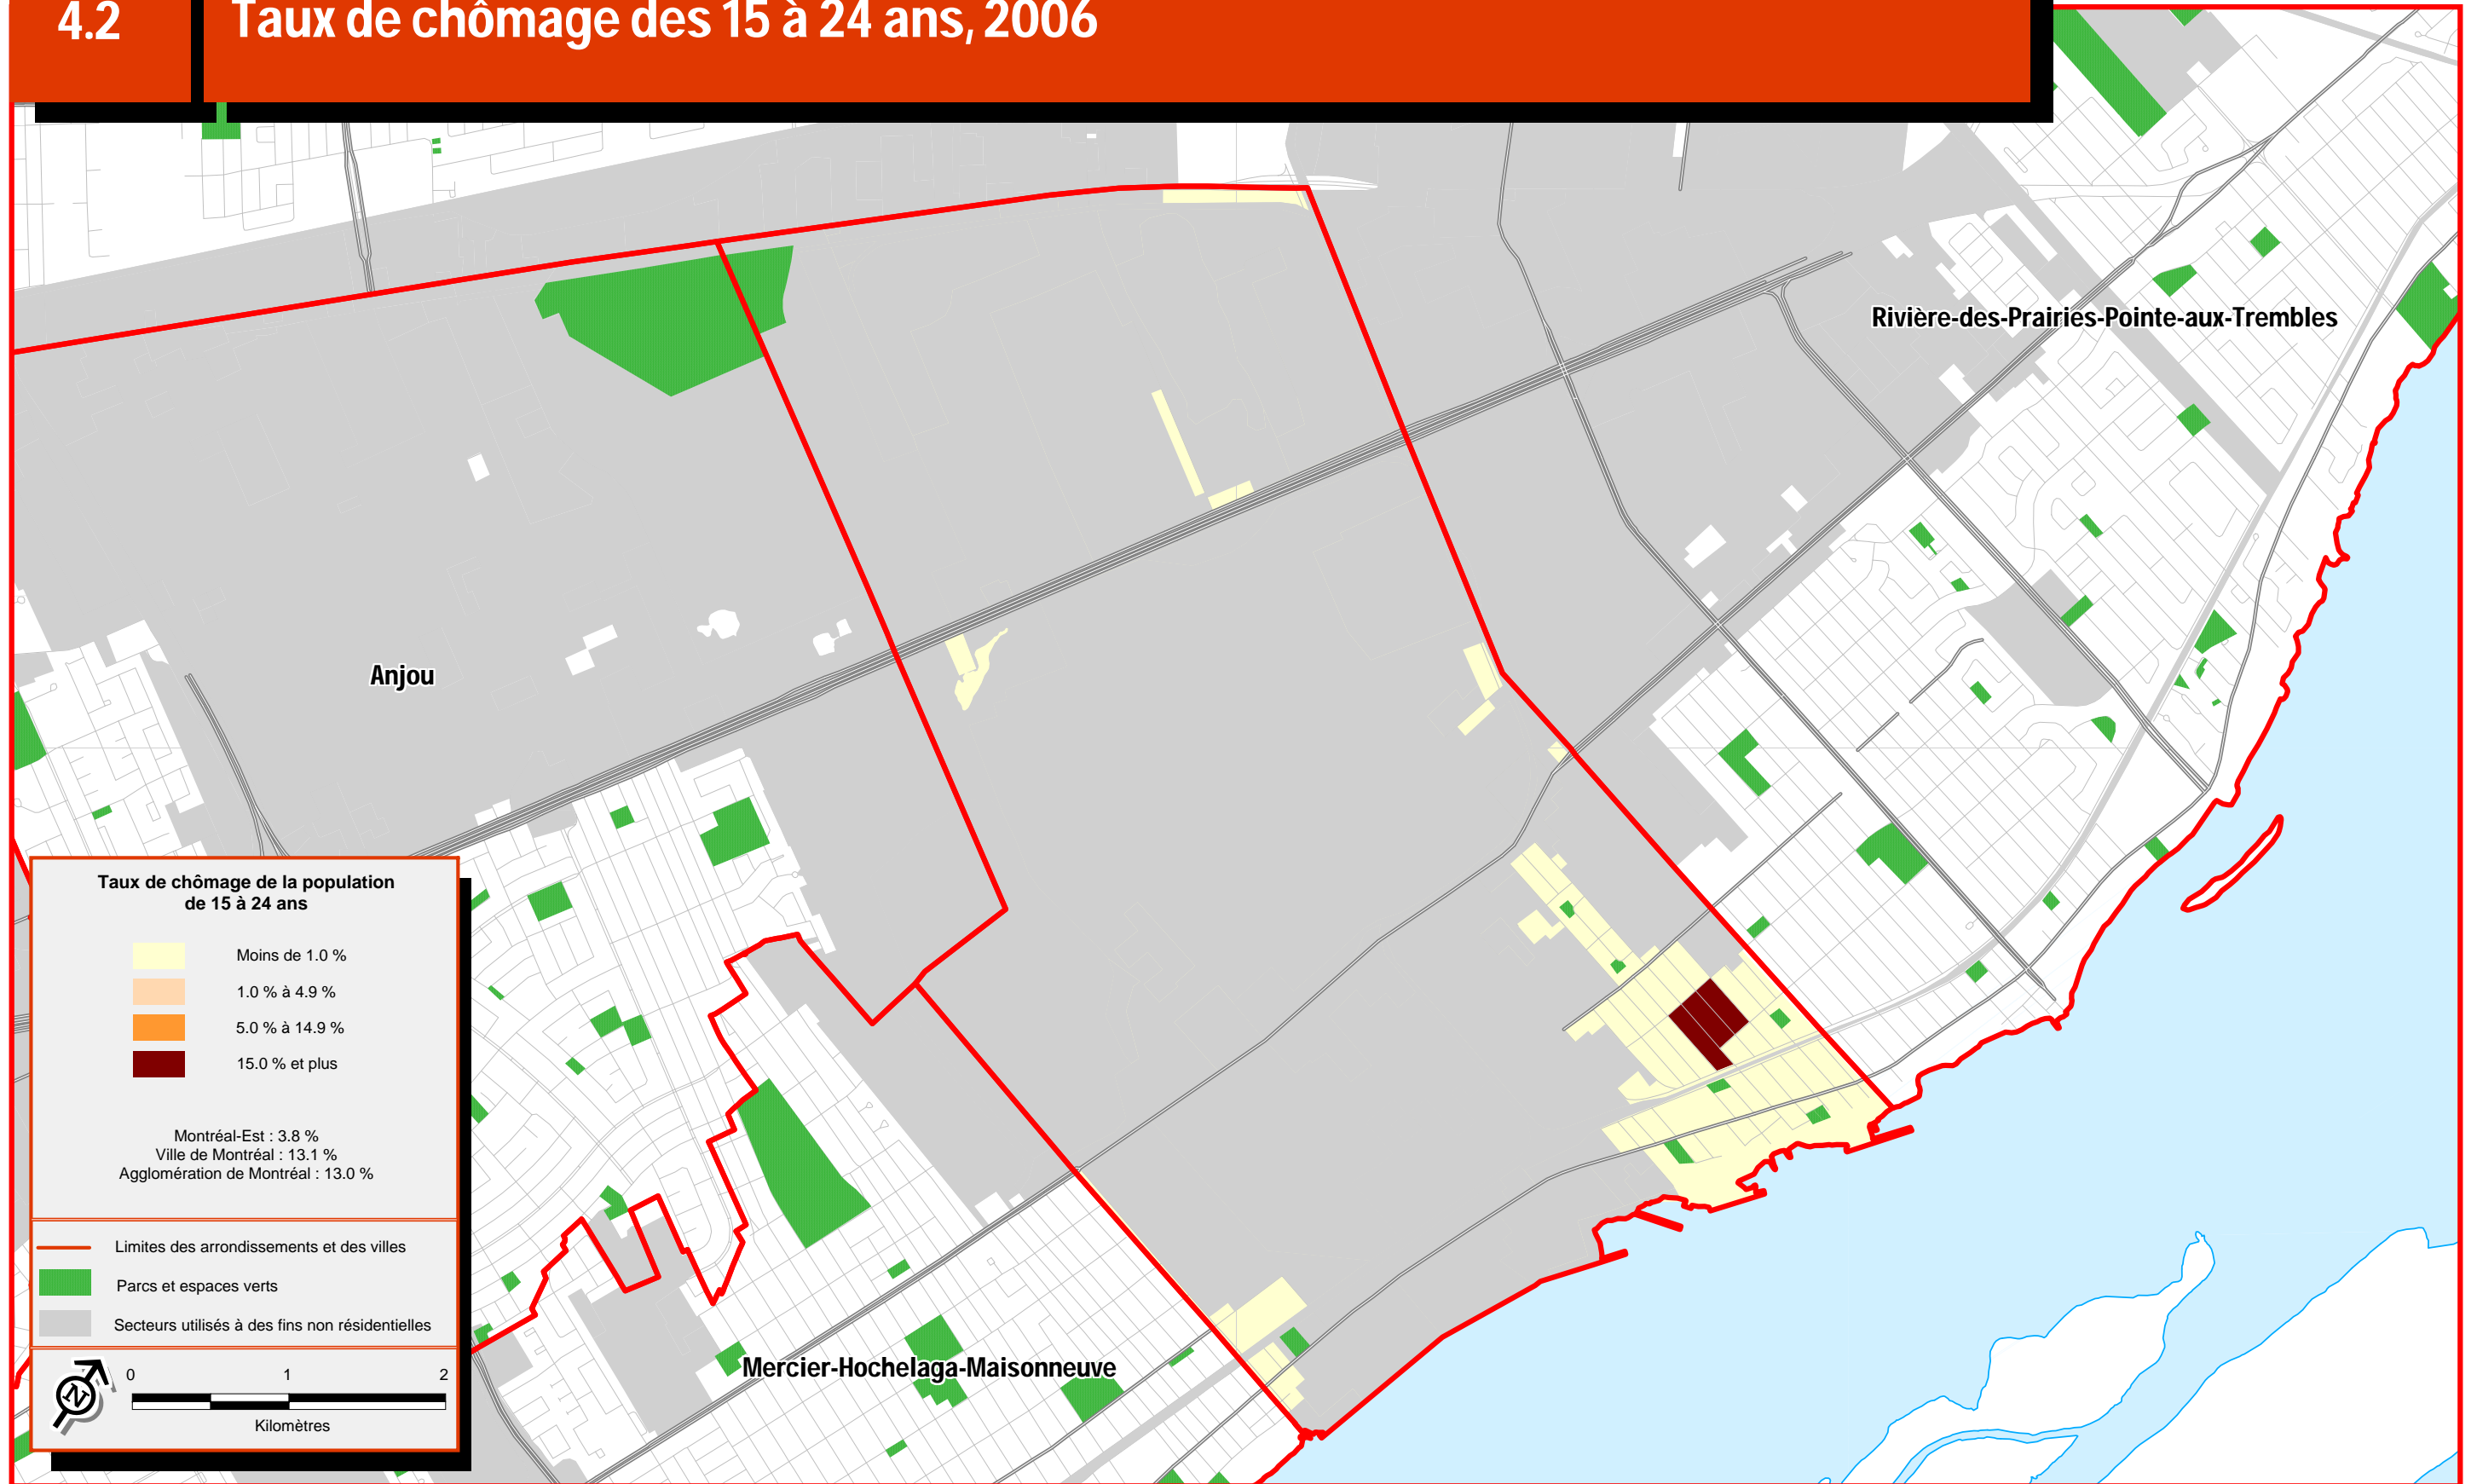 4.2
Taux de chômage des 15 à 24 ans, 2006
Rivière-des-Prairies-Pointe-aux-Trembles
Anjou
Mercier-Hochelaga-Maisonneuve
Taux de chômage de la population
de 15 à 24 ans
Moins de 1.0 %
1.0 % à 4.9 %
5.0 % à 14.9 %
15.0 % et plus
Montréal-Est : 3.8 %
Ville de Montréal : 13.1 %
Agglomération de Montréal : 13.0 %
Limites des arrondissements et des villes
Parcs et espaces verts
Secteurs utilisés à des fins non résidentielles
N
0 1 2
Kilomètres